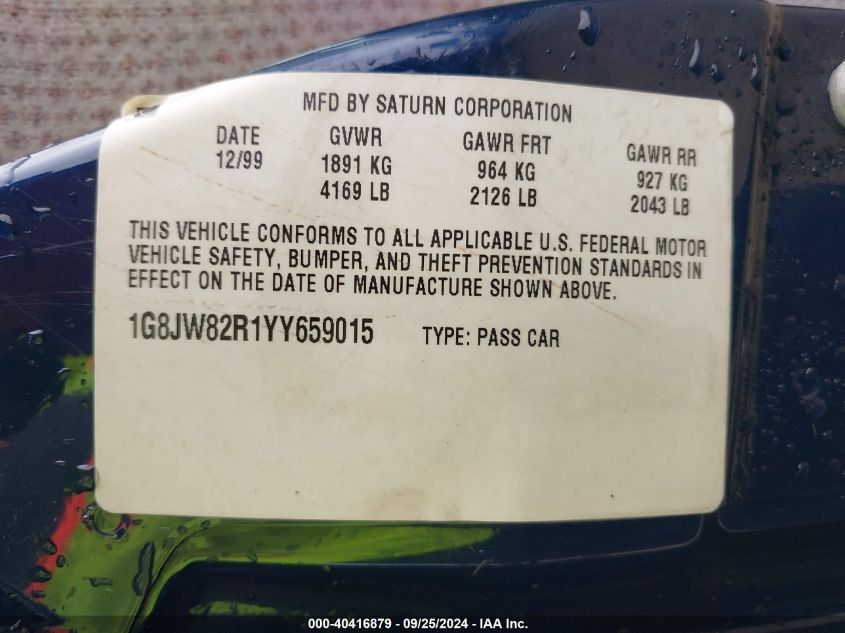 MFD BY SATURN CORPORATION
DATE GVWR GAWR FRT GAWR RR
12/99 1891 KG 964 KG 927 KG
4169 LB 2126 LB 2043 LB
THIS VEHICLE CONFORMS TO ALL APPLICABLE U.S. FEDERAL MOTOR
VEHICLE SAFETY, BUMPER, AND THEFT PREVENTION STANDARDS IN
EFFECT ON THE DATE OF MANUFACTURE SHOWN ABOVE.
1G8JW82R1YY659015 TYPE: PASS CAR
000-40416879 - 09/25/2024 - IAA Inc.